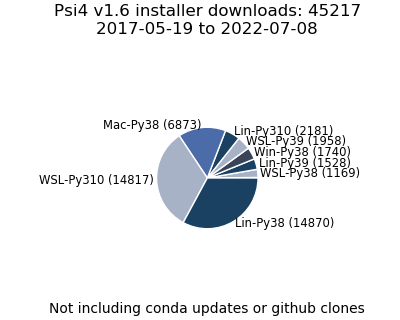 Psi4 v1.6 installer downloads: 45217
2017-05-19 to 2022-07-08
Mac-Py38 (6873)
Lin-Py310 (2181)
WSL-Py39 (1958)
Win-Py38 (1740)
Lin-Py39 (1528)
WSL-Py38 (1169)
WSL-Py310 (14817)
Lin-Py38 (14870)
Not including conda updates or github clones